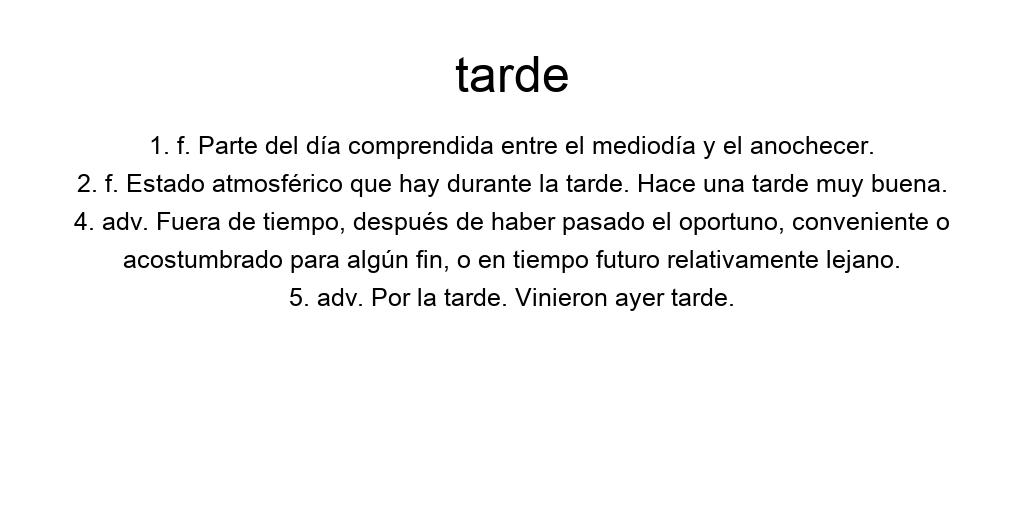 tarde
1. f. Parte del día comprendida entre el mediodía y el anochecer.
2. f. Estado atmosférico que hay durante la tarde. Hace una tarde muy buena.
4. adv. Fuera de tiempo, después de haber pasado el oportuno, conveniente o
acostumbrado para algún fin, o en tiempo futuro relativamente lejano.
5. adv. Por la tarde. Vinieron ayer tarde.